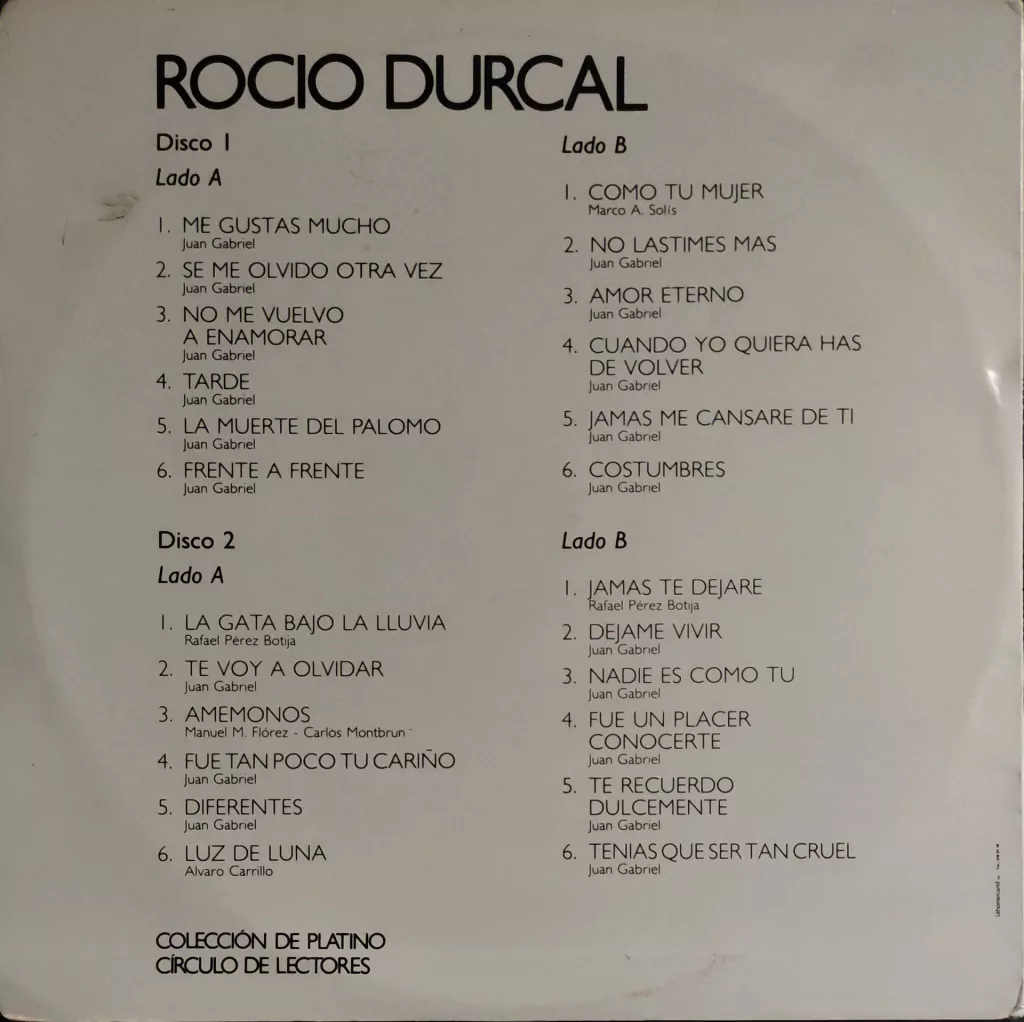 ROCIO DURCAL
Disco 1
Lado A
1. ME GUSTAS MUCHO
Juan Gabriel
2. SE ME OLVIDO OTRA VEZ
Juan Gabriel
3. NO ME VUELVO
A ENAMORAR
Juan Gabriel
4. TARDE
Juan Gabriel
5. LA MUERTE DEL PALOMO
Juan Gabriel
6. FRENTE A FRENTE
Juan Gabriel
Lado B
1. COMO TU MUJER
Marco A. Solís
2. NO LASTIMES MAS
Juan Gabriel
3. AMOR ETERNO
Juan Gabriel
4. CUANDO YO QUIERA HAS
DE VOLVER
Juan Gabriel
5. JAMAS ME CANSARE DE TI
Juan Gabriel
6. COSTUMBRES
Juan Gabriel
Disco 2
Lado A
1. LA GATA BAJO LA LLUVIA
Rafael Pérez Botija
2. TE VOY A OLVIDAR
Juan Gabriel
3. AMEMONOS
Manuel M. Flórez - Carlos Montbrun
4. FUE TAN POCO TU CARIÑO
Juan Gabriel
5. DIFERENTES
Juan Gabriel
6. LUZ DE LUNA
Alvaro Carrillo
Lado B
1. JAMAS TE DEJARE
Rafael Pérez Botija
2. DEJAME VIVIR
Juan Gabriel
3. NADIE ES COMO TU
Juan Gabriel
4. FUE UN PLACER
CONOCERTE
Juan Gabriel
5. TE RECUERDO
DULCEMENTE
Juan Gabriel
6. TENIAS QUE SER TAN CRUEL
Juan Gabriel
COLECCIÓN DE PLATINO
CÍRCULO DE LECTORES